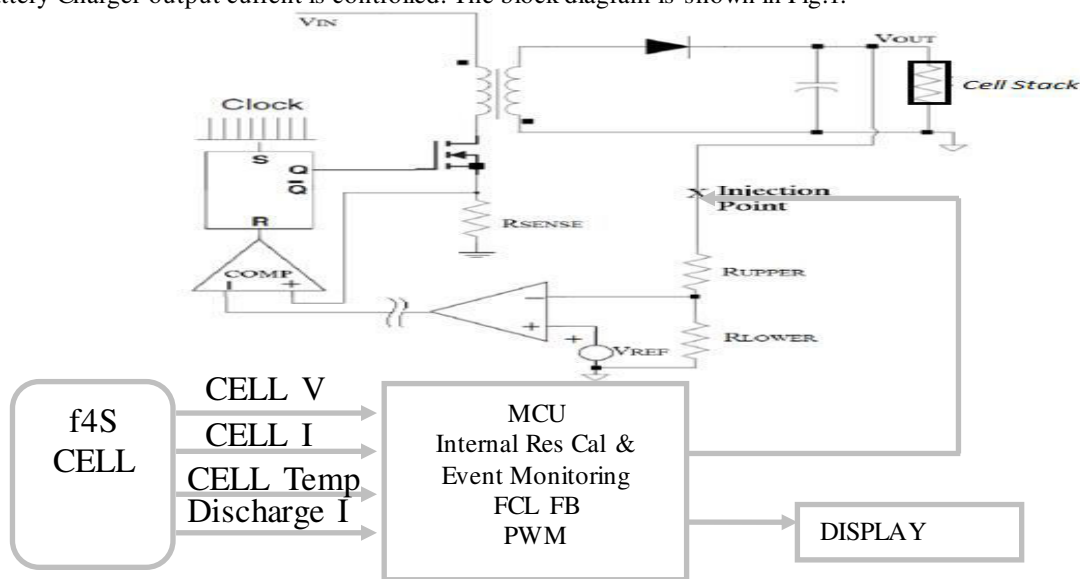 ttery Charger output current is controlled. The block diagram is shown in Fig.1.
VIN
VOUT
Cell Stack
Clock
S
Q
Q
R
X Injection
Point
RSENSE
COMP
- +
RUPPER
-
+
+
VREF
RLOWER
f4S
CELL
CELL V
CELL I
CELL Temp
Discharge I
MCU
Internal Res Cal &
Event Monitoring
FCL FB
PWM
DISPLAY